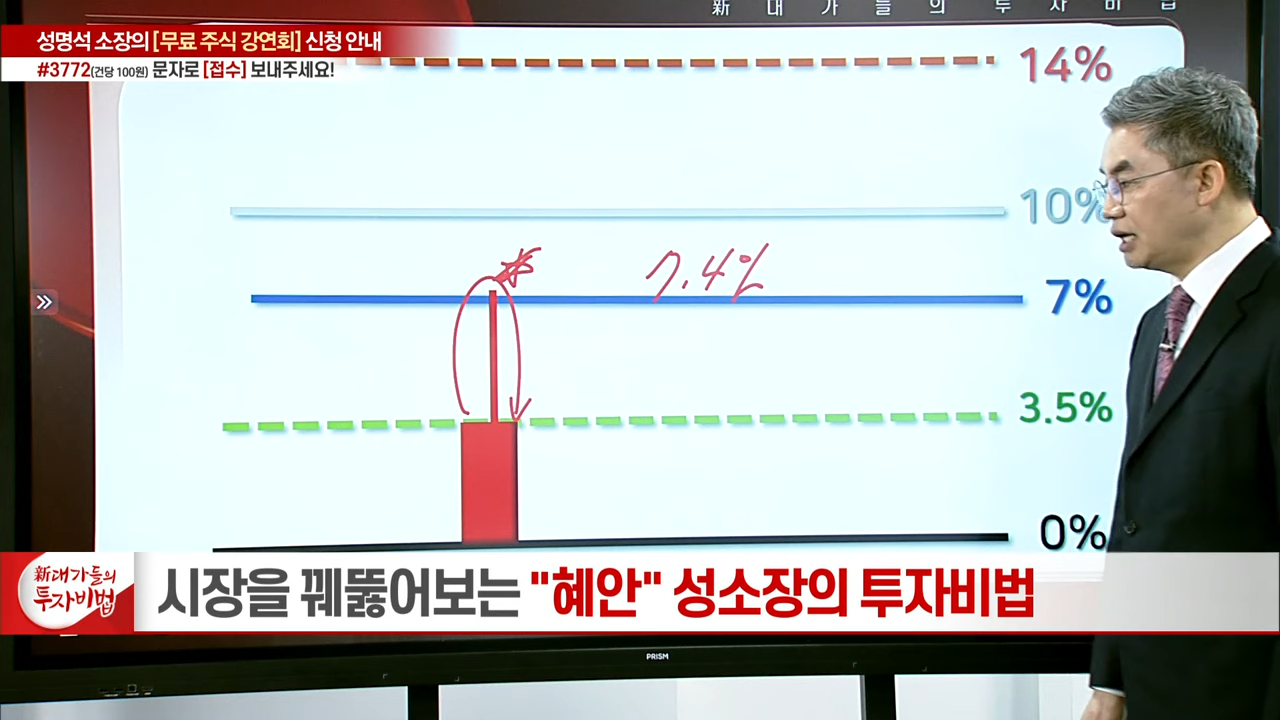 新 대 가 들 의 투 자 비 법
성명석 소장의 [무료 주식 강연회] 신청 안내
#3772(건당 100원) 문자로 [접수] 보내주세요!
14%
10%
7.4%
7%
3.5%
0%
新대가들의
투자비법
시장을 꿰뚫어보는 "혜안" 성소장의 투자비법
PRISM